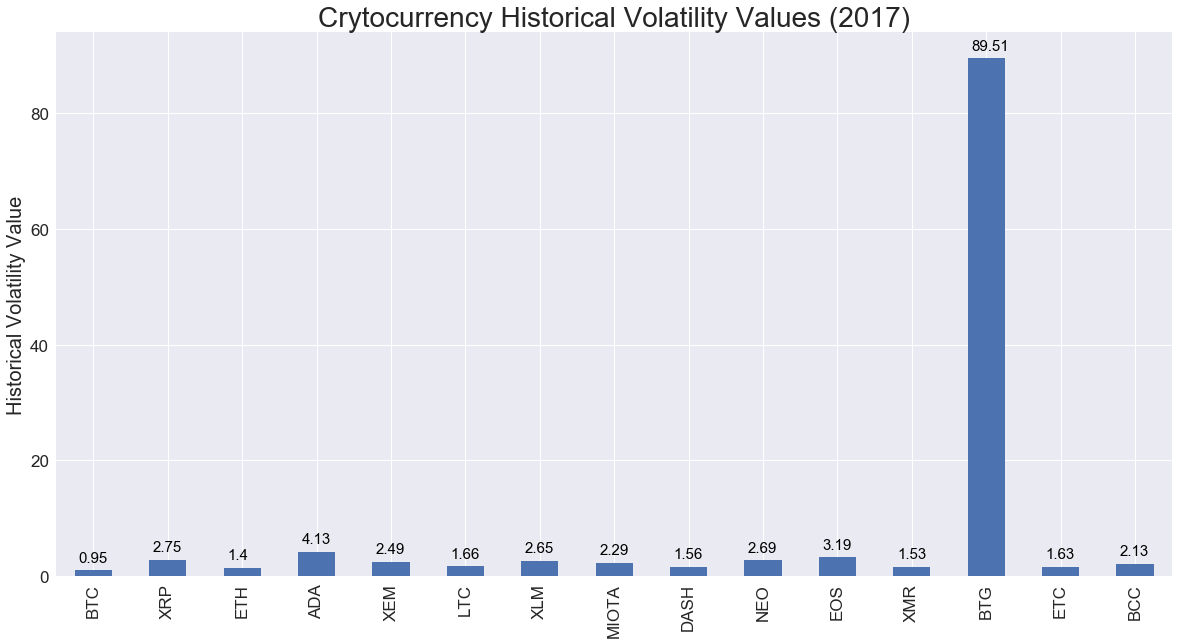 Crytocurrency Historical Volatility Values (2017)
Historical Volatility Value
80
60
40
20
0
0.95
2.75
1.4
4.13
2.49
1.66
2.65
2.29
1.56
2.69
3.19
1.53
89.51
1.63
2.13
BTC
XRP
ETH
ADA
XEM
LTC
XLM
MIOTA
DASH
NEO
EOS
XMR
BTG
ETC
BCC